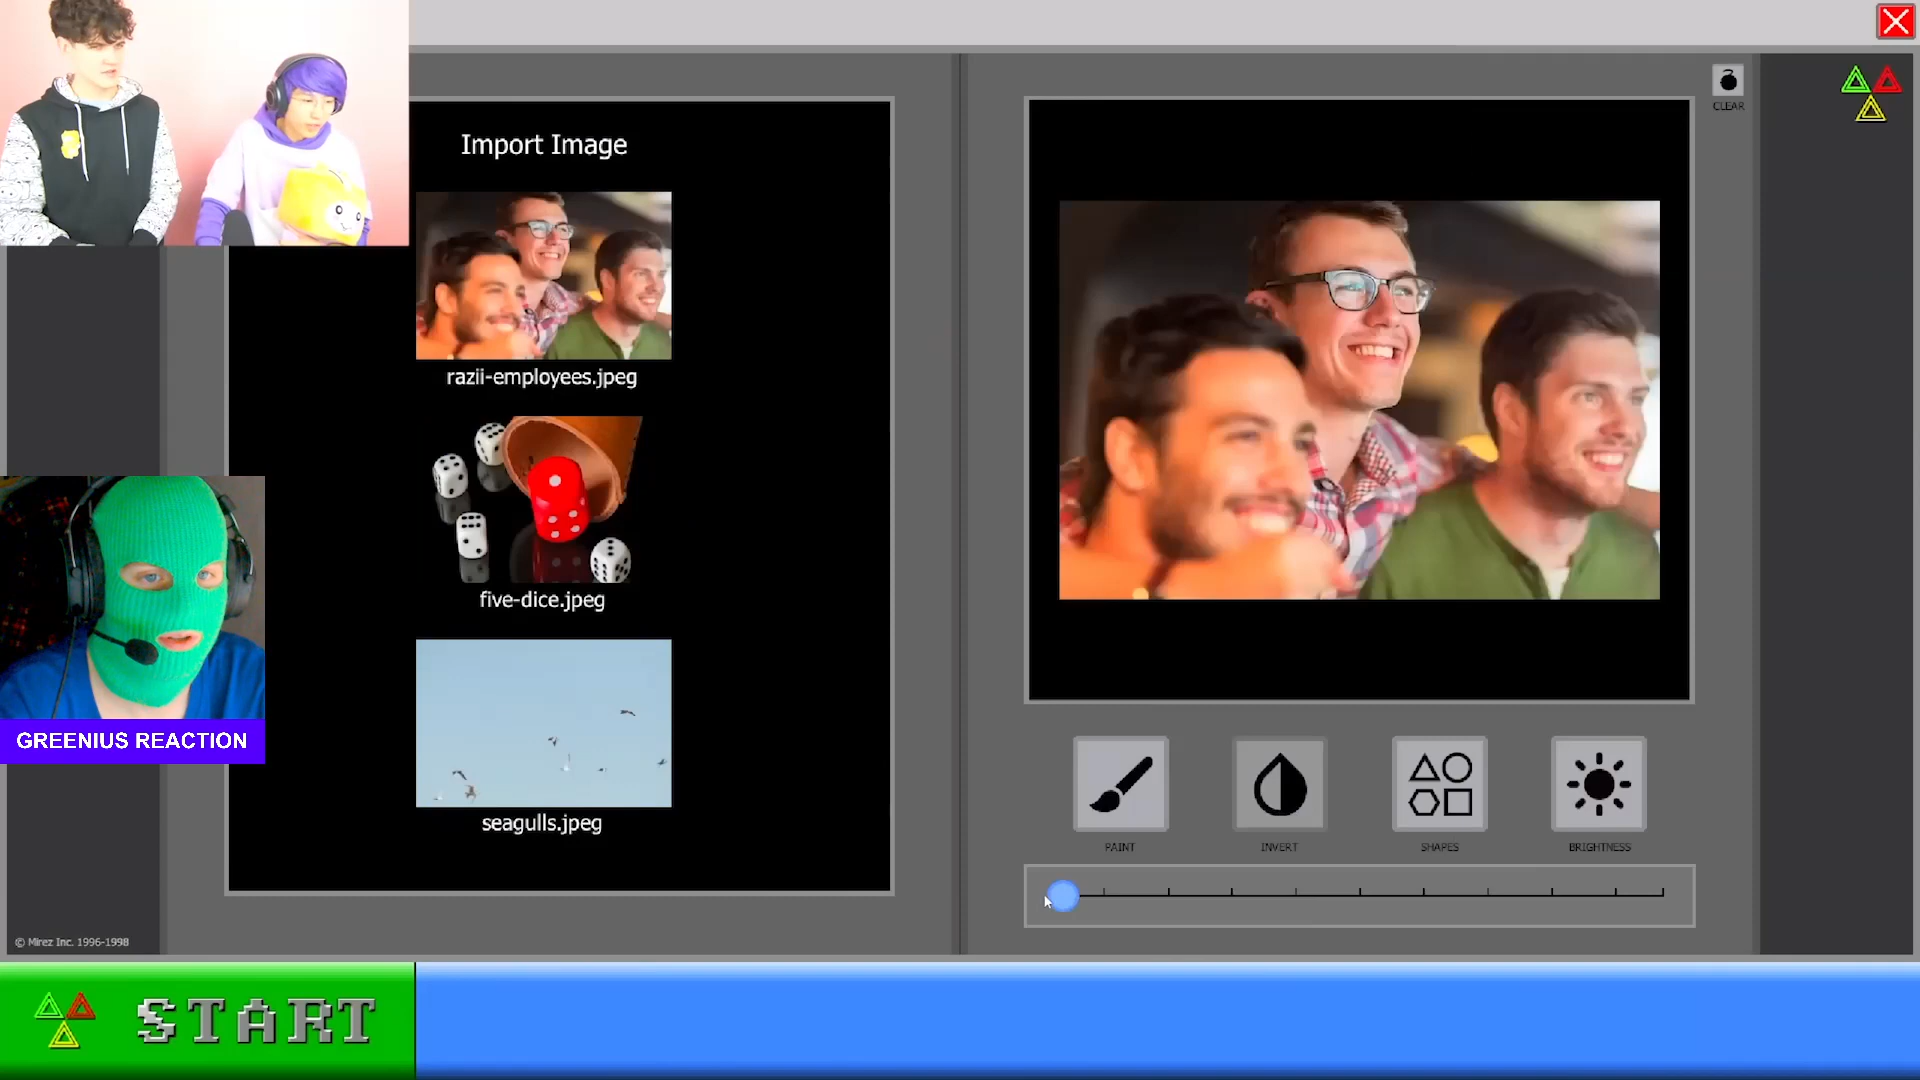 Import Image
CLEAR
razii-employees.jpeg
five-dice.jpeg
seagulls.jpeg
GREENIUS REACTION
PAINT
INVERT
SHAPES
BRIGHTNESS
© Mirez Inc. 1996-1998
START